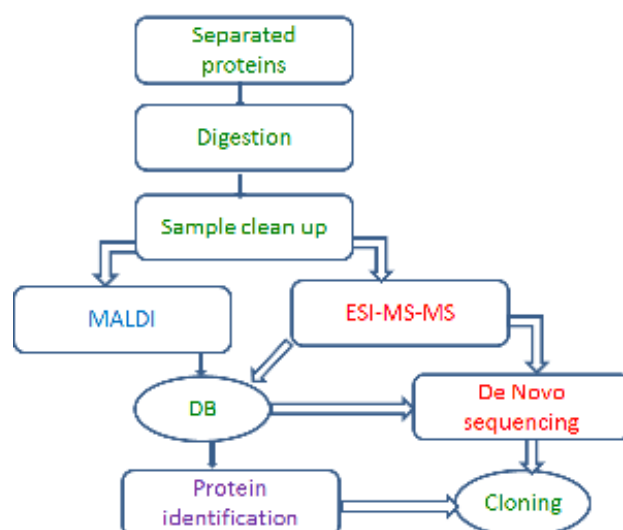 Separated
proteins
Digestion
Sample clean up
MALDI
ESI-MS-MS
DB
De Novo
sequencing
Protein
identification
Cloning